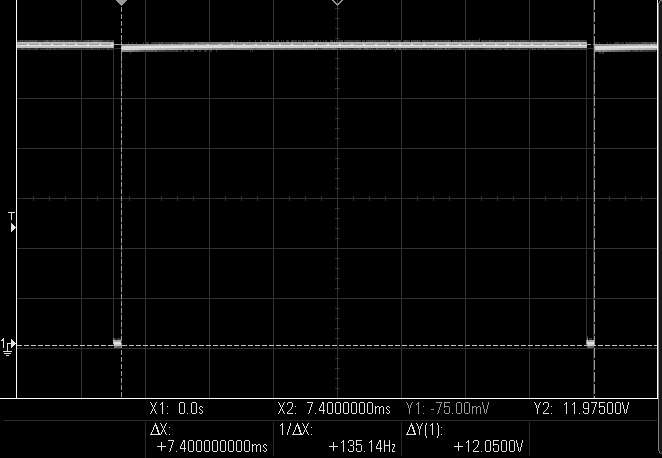 T
1
X1: 0.0s X2: 7.4000000ms Y1: -75.00mV Y2: 11.97500V
ΔX: 1/ΔX: ΔY(1):
+7.400000000ms +135.14Hz +12.0500V